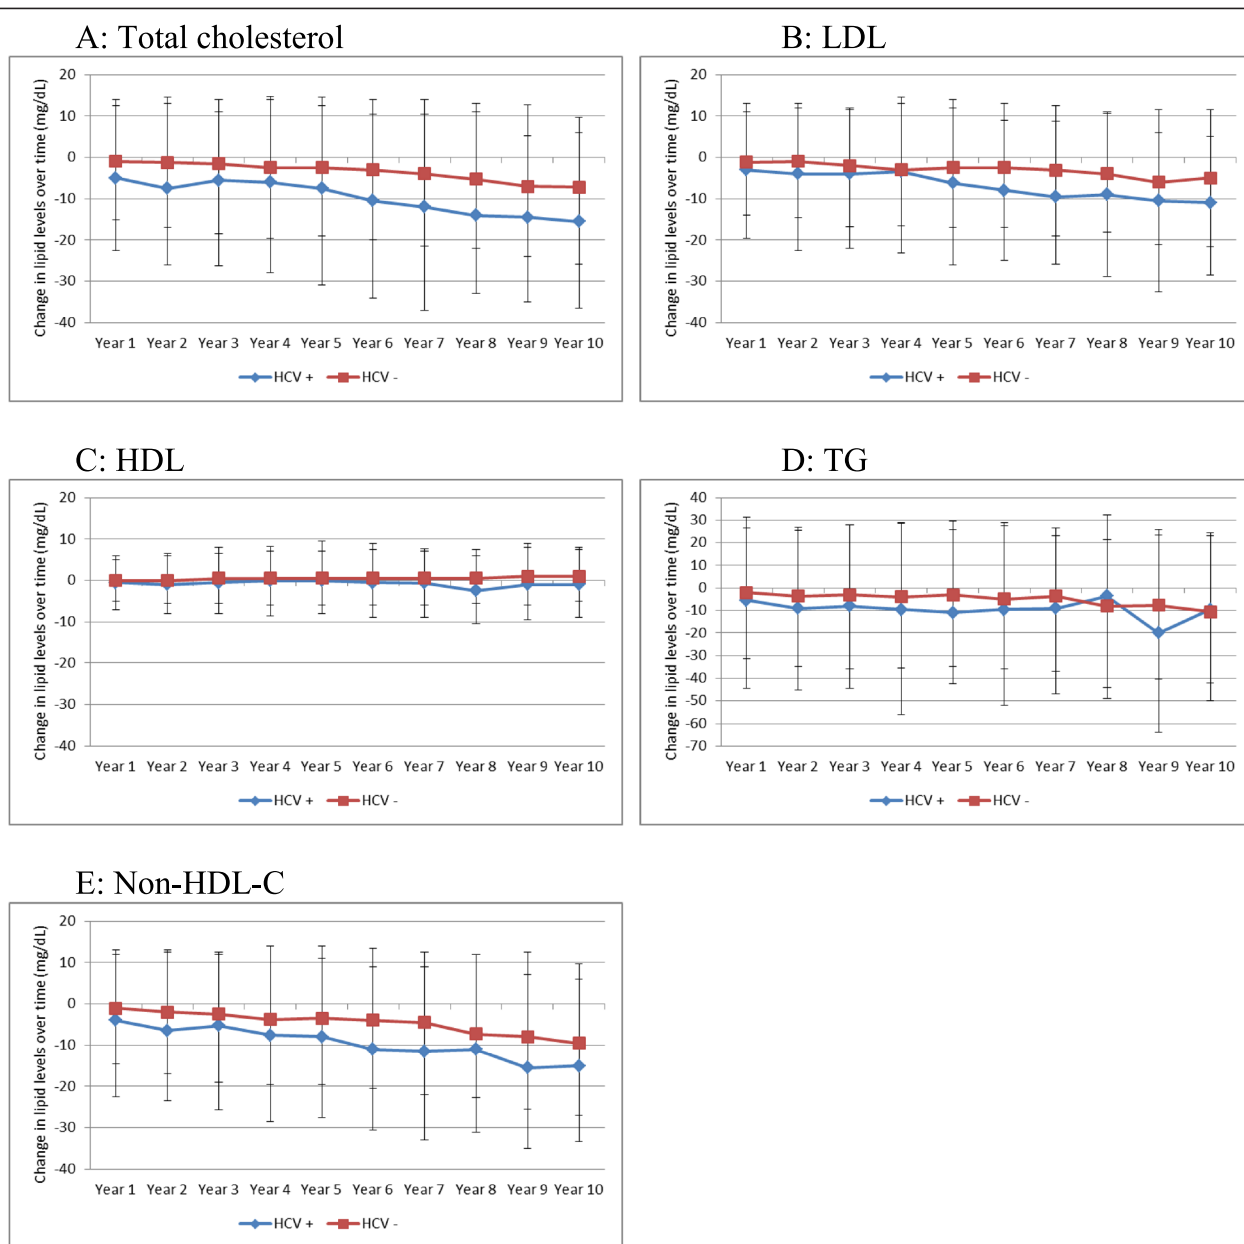 A: Total cholesterol
Change in lipid levels over time (mg/dL)
20
10
0
-10
-20
-30
-40
Year 1 Year 2 Year 3 Year 4 Year 5 Year 6 Year 7 Year 8 Year 9 Year 10
HCV + HCV -
B: LDL
Change in lipid levels over time (mg/dL)
20
10
0
-10
-20
-30
-40
Year 1 Year 2 Year 3 Year 4 Year 5 Year 6 Year 7 Year 8 Year 9 Year 10
HCV + HCV -
C: HDL
Change in lipid levels over time (mg/dL)
20
10
0
-10
-20
-30
-40
Year 1 Year 2 Year 3 Year 4 Year 5 Year 6 Year 7 Year 8 Year 9 Year 10
HCV + HCV -
D: TG
Change in lipid levels over time (mg/dL)
40
30
20
10
0
-10
-20
-30
-40
-50
-60
-70
Year 1 Year 2 Year 3 Year 4 Year 5 Year 6 Year 7 Year 8 Year 9 Year 10
HCV + HCV -
E: Non-HDL-C
Change in lipid levels over time (mg/dL)
20
10
0
-10
-20
-30
-40
Year 1 Year 2 Year 3 Year 4 Year 5 Year 6 Year 7 Year 8 Year 9 Year 10
HCV + HCV -